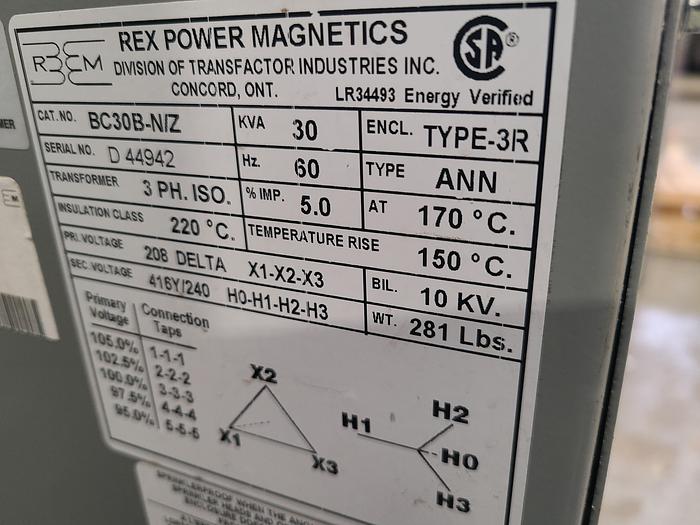 REX POWER MAGNETICS
DIVISION OF TRANSFACTOR INDUSTRIES INC.
CONCORD, ONT.
LR34493 Energy Verified
REM
SA ®
CAT. NO. BC30B-N/Z KVA 30 ENCL. TYPE-3R
SERIAL NO. D 44942 Hz. 60 TYPE ANN
TRANSFORMER 3 PH. ISO. % IMP. 5.0 AT 170 °C.
INSULATION CLASS 220 °C. TEMPERATURE RISE 150 °C.
PRI. VOLTAGE 208 DELTA X1-X2-X3 BIL. 10 KV.
SEC. VOLTAGE 416Y/240 H0-H1-H2-H3 WT. 281 Lbs.
Primary Voltage Connection Taps
105.0% 1-1-1
102.5% 2-2-2
100.0% 3-3-3
97.5% 4-4-4
95.0% 5-5-5
X2
X1
X3
H1
H2
H0
H3
SPRINKLERPROOF WHEN THE